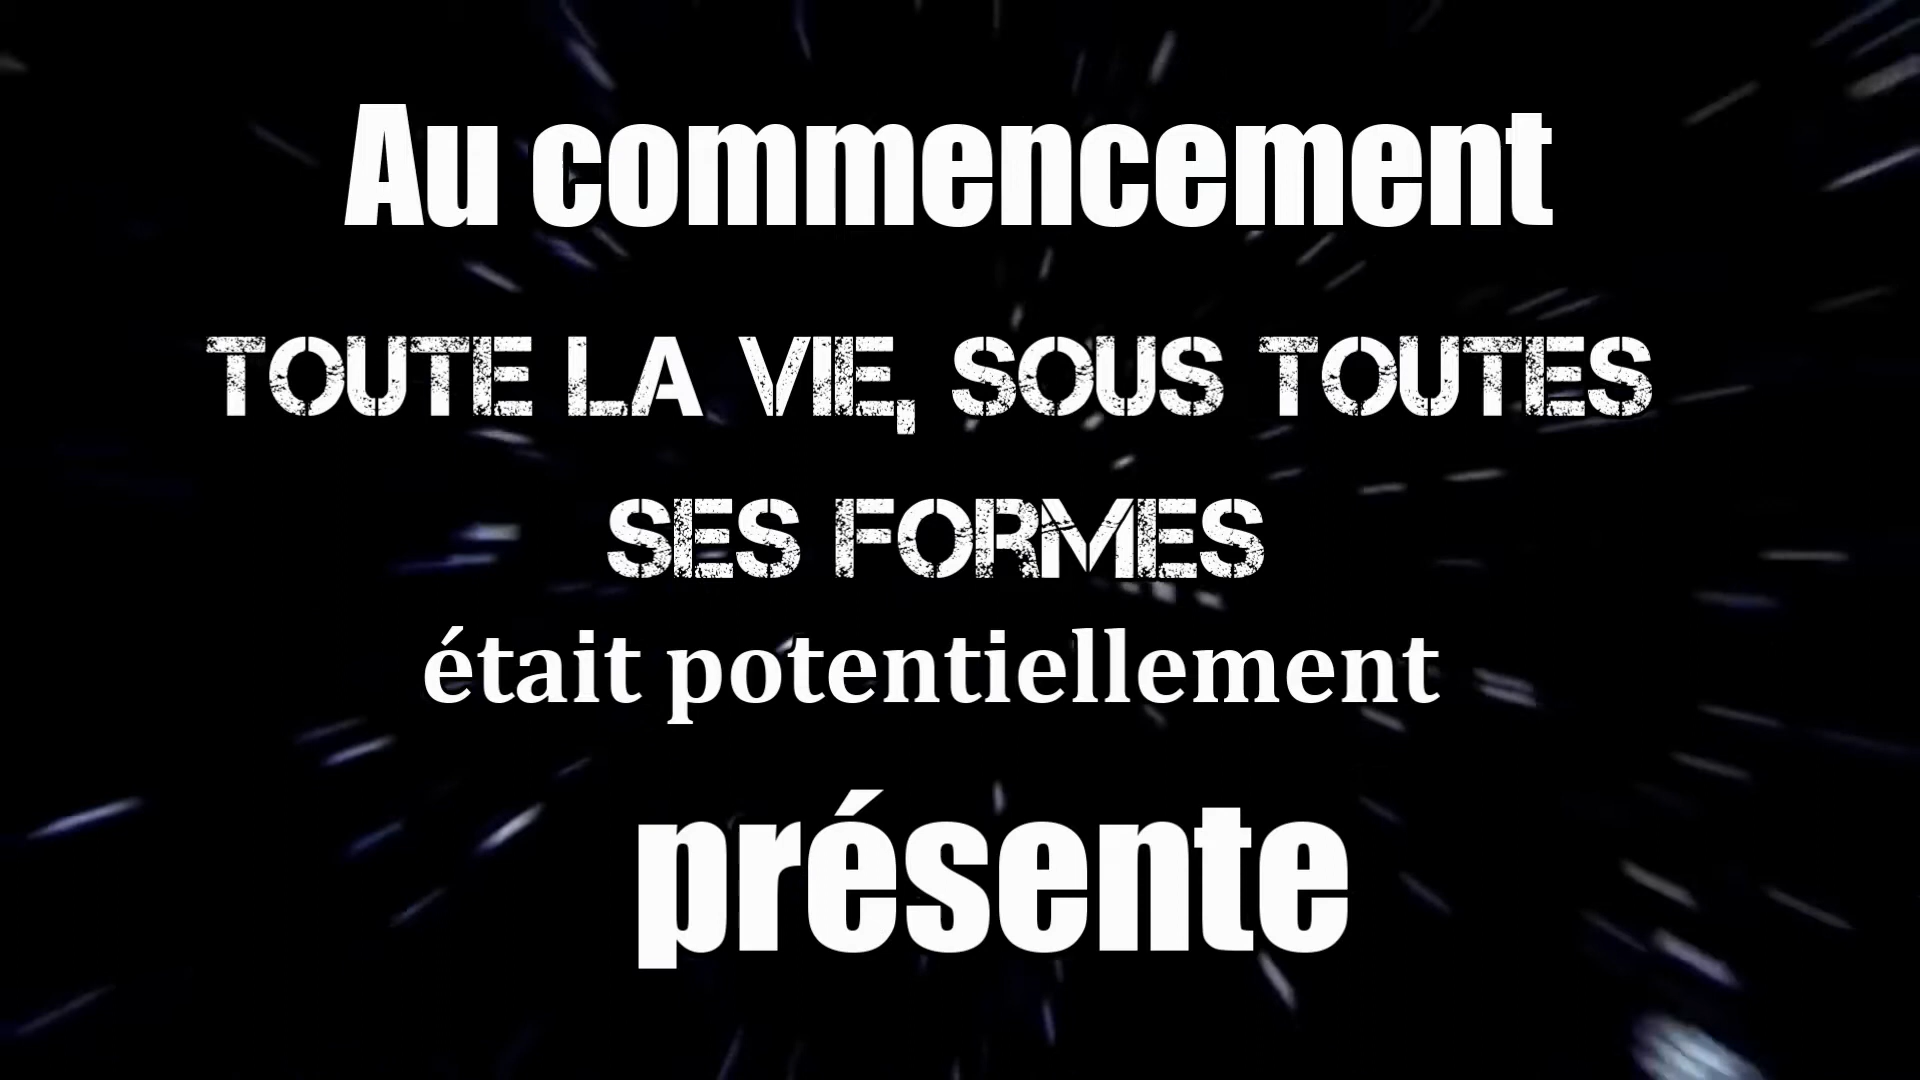 Au commencement
TOUTE LA VIE, SOUS TOUTES
SES FORMES
était potentiellement
présente